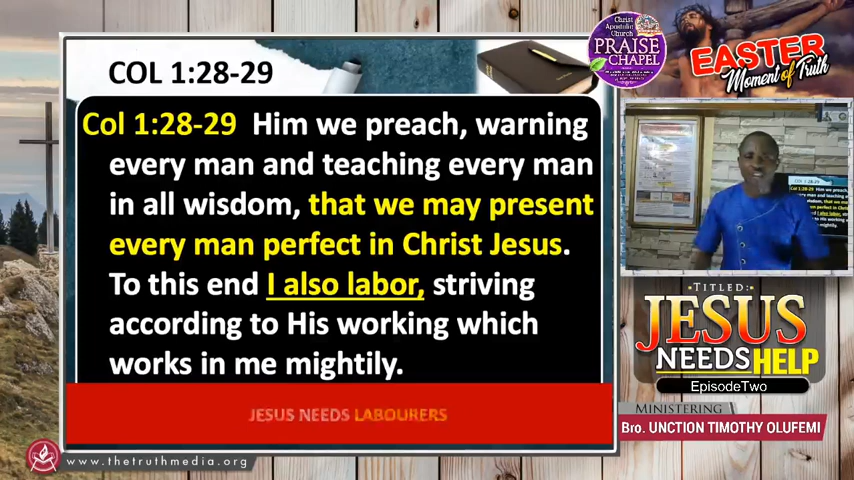 COL 1:28-29
Col 1:28-29 Him we preach, warning
every man and teaching every man
in all wisdom, that we may present
every man perfect in Christ Jesus.
To this end I also labor, striving
according to His working which
works in me mightily.
JESUS NEEDS LABOURERS
www.thetruthmedia.org
Christ
Apostolic
Church
PRAISE
CHAPEL
EASTER
Moment of Truth
TITLED:
JESUS
NEEDS HELP
Episode Two
MINISTERING
Bro. UNCTION TIMOTHY OLUFEMI